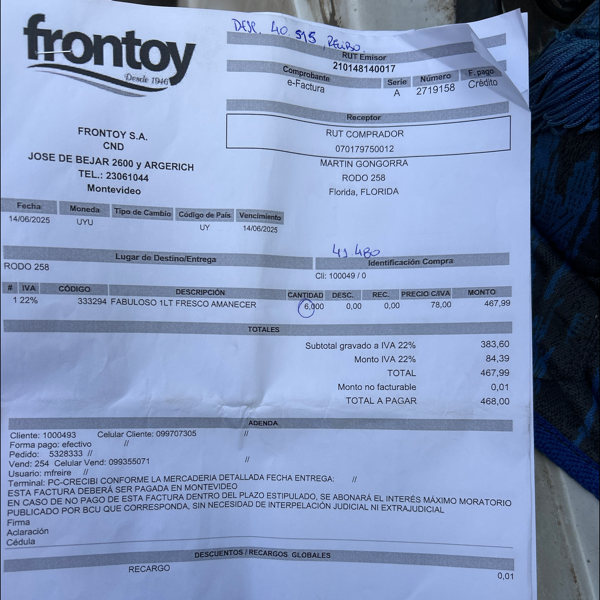 frontoy
Desde 1946
DESP. 40.515 RECIBO.
RUT Emisor
210148140017
Comprobante Serie Número F. pago
e-Factura A 2719158 Crédito
Receptor
RUT COMPRADOR
070179750012
MARTIN GONGORRA
RODO 258
Florida, FLORIDA
FRONTOY S.A.
CND
JOSE DE BEJAR 2600 y ARGERICH
TEL.: 23061044
Montevideo
Fecha Moneda Tipo de Cambio Código de País Vencimiento
14/06/2025 UYU UY 14/06/2025
41480
Lugar de Destino/Entrega Identificación Compra
RODO 258 Cli: 100049 / 0
# IVA CÓDIGO DESCRIPCIÓN CANTIDAD DESC. REC. PRECIO C/IVA MONTO
1 22% 333294 FABULOSO 1LT FRESCO AMANECER 6,000 0,00 0,00 78,00 467,99
TOTALES
Subtotal gravado a IVA 22% 383,60
Monto IVA 22% 84,39
TOTAL 467,99
Monto no facturable 0,01
TOTAL A PAGAR 468,00
ADENDA
Cliente: 1000493 Celular Cliente: 099707305 //
Forma pago: efectivo //
Pedido: 5328333 //
Vend: 254 Celular Vend: 099355071 //
Usuario: mfreire //
Terminal: PC-CRECIBI CONFORME LA MERCADERIA DETALLADA FECHA ENTREGA: //
ESTA FACTURA DEBERÁ SER PAGADA EN MONTEVIDEO
EN CASO DE NO PAGO DE ESTA FACTURA DENTRO DEL PLAZO ESTIPULADO, SE ABONARÁ EL INTERÉS MÁXIMO MORATORIO
PUBLICADO POR BCU QUE CORRESPONDA, SIN NECESIDAD DE INTERPELACIÓN JUDICIAL NI EXTRAJUDICIAL
Firma
Aclaración
Cédula
DESCUENTOS / RECARGOS GLOBALES
RECARGO 0,01